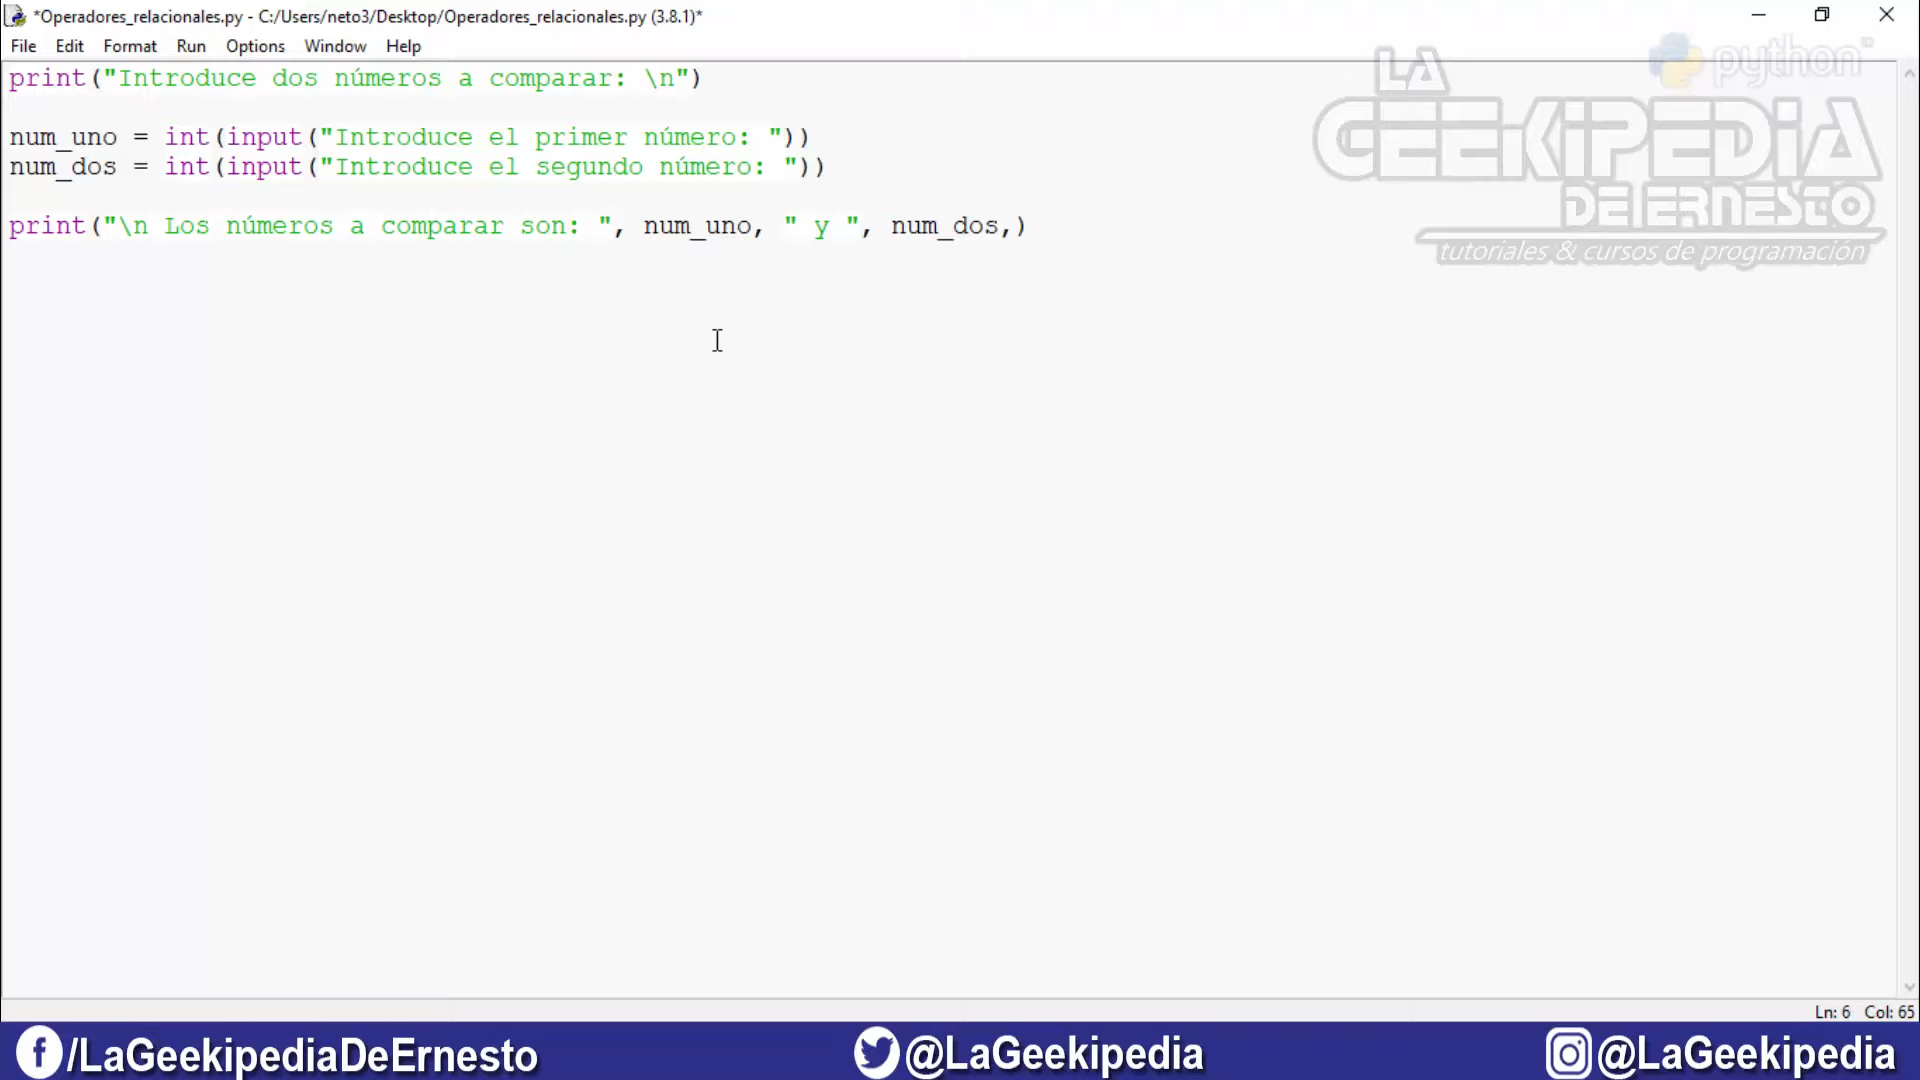 *Operadores_relacionales.py - C:/Users/neto3/Desktop/Operadores_relacionales.py (3.8.1)*
File Edit Format Run Options Window Help
print("Introduce dos números a comparar: \n")
num_uno = int(input("Introduce el primer número: "))
num_dos = int(input("Introduce el segundo número: "))
print("\n Los números a comparar son: ", num_uno, " y ", num_dos,)
python™
LA
GEEKIPEDIA
DE ERNESTO
tutoriales & cursos de programación
Ln: 6 Col: 65
/LaGeekipediaDeErnesto
@LaGeekipedia
@LaGeekipedia